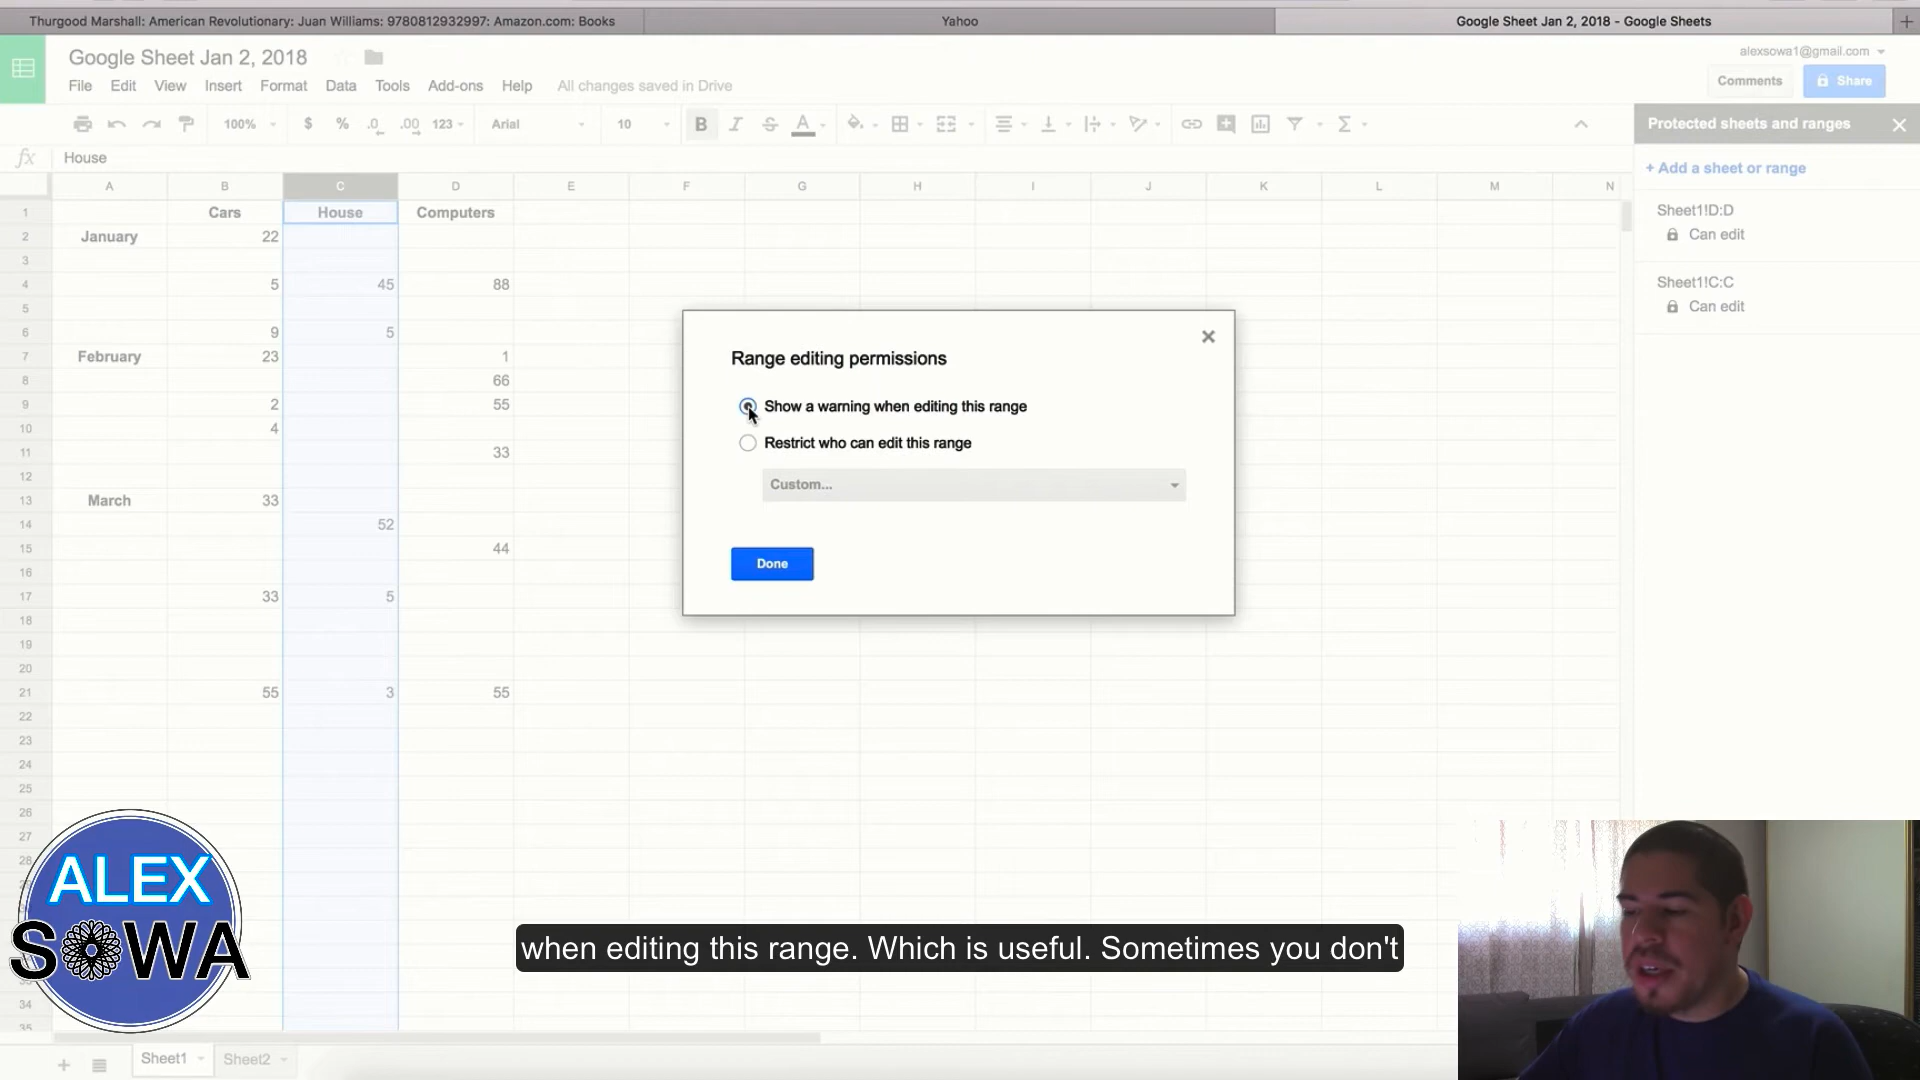 Thurgood Marshall: American Revolutionary: Juan Williams: 9780812932997: Amazon.com: Books
Yahoo
Google Sheet Jan 2, 2018 - Google Sheets
Google Sheet Jan 2, 2018
alexsowa1@gmail.com
File Edit View Insert Format Data Tools Add-ons Help All changes saved in Drive
Comments
Share
100% $ % .0 .00 123 Arial 10 B I S A Σ
Protected sheets and ranges
fx House
+ Add a sheet or range
A B C D E F G H I J K L M N
1 Cars House Computers
Sheet1!D:D
2 January 22
Can edit
3
4 5 45 88
Sheet1!C:C
5
Can edit
6 9 5
7 February 23 1
8 66
9 2 55
10 4
11 33
12
13 March 33
14 52
15 44
16
17 33 5
18
19
20
21 55 3 55
22
23
24
25
26
27
28
34
35
Range editing permissions
Show a warning when editing this range
Restrict who can edit this range
Custom...
Done
ALEX
SOWA
when editing this range. Which is useful. Sometimes you don't
Sheet1
Sheet2